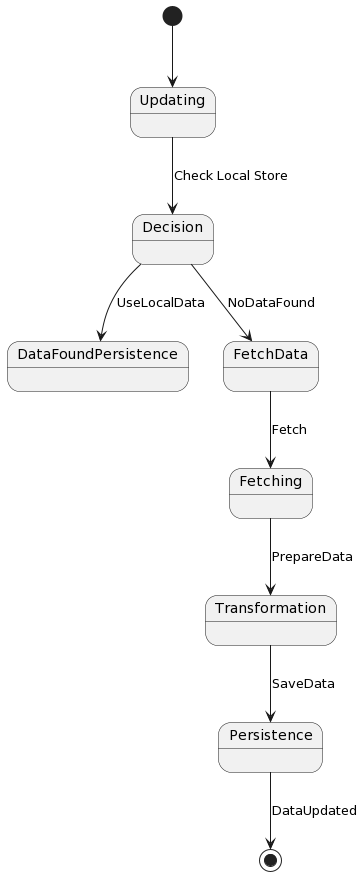 Updating
Check Local Store
Decision
UseLocalData
NoDataFound
DataFoundPersistence
FetchData
Fetch
Fetching
PrepareData
Transformation
SaveData
Persistence
DataUpdated